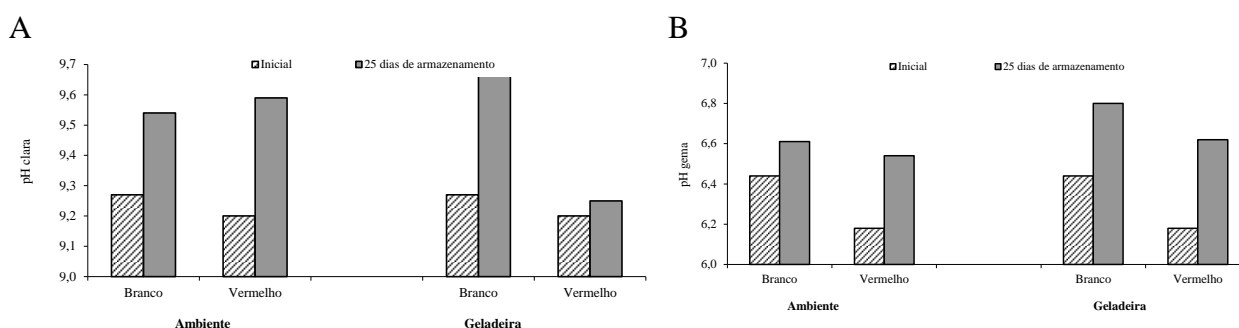 A
9,7
9,6
9,5
9,4
9,3
9,2
9,1
9,0
pH clara
Inicial
25 dias de armazenamento
Branco Vermelho Branco Vermelho
Ambiente Geladeira
B
7,0
6,8
6,6
6,4
6,2
6,0
pH gema
Inicial
25 dias de armazenamento
Branco Vermelho Branco Vermelho
Ambiente Geladeira